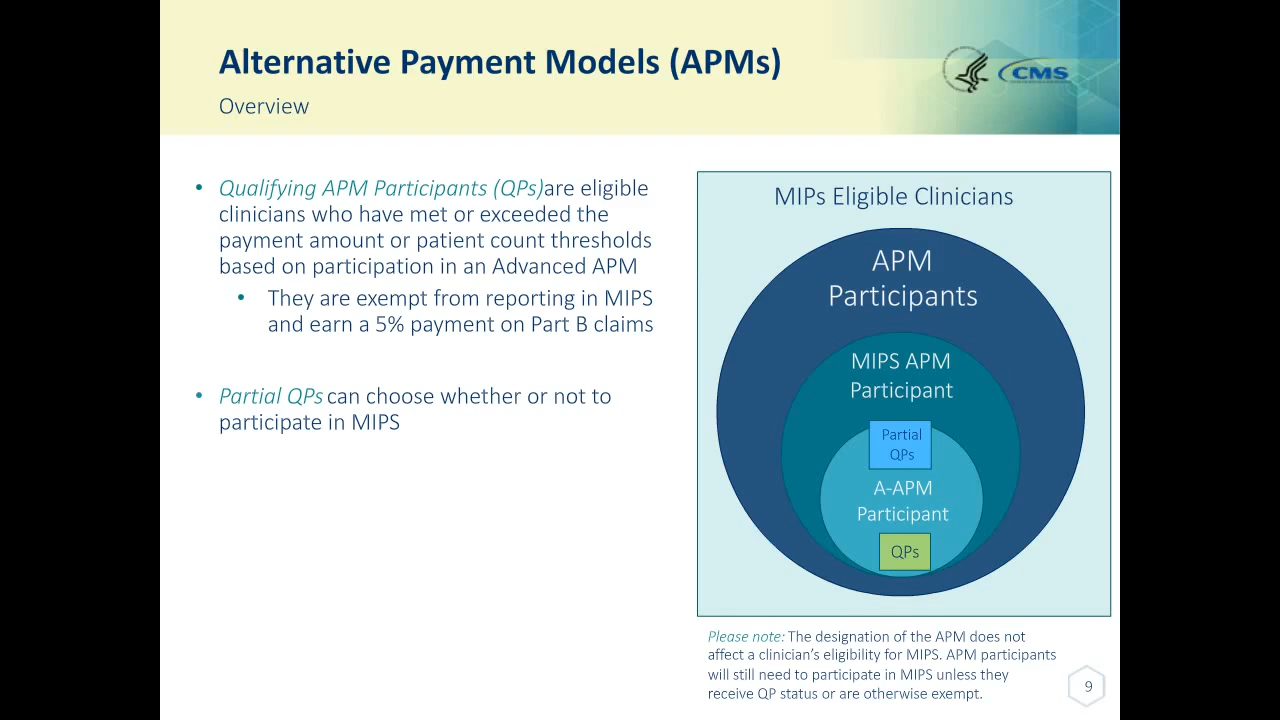 Alternative Payment Models (APMs)
Overview
CMS
• Qualifying APM Participants (QPs)are eligible
clinicians who have met or exceeded the
payment amount or patient count thresholds
based on participation in an Advanced APM
• They are exempt from reporting in MIPS
and earn a 5% payment on Part B claims
• Partial QPs can choose whether or not to
participate in MIPS
MIPs Eligible Clinicians
APM
Participants
MIPS APM
Participant
Partial
QPs
A-APM
Participant
QPs
Please note: The designation of the APM does not
affect a clinician's eligibility for MIPS. APM participants
will still need to participate in MIPS unless they
receive QP status or are otherwise exempt.
9